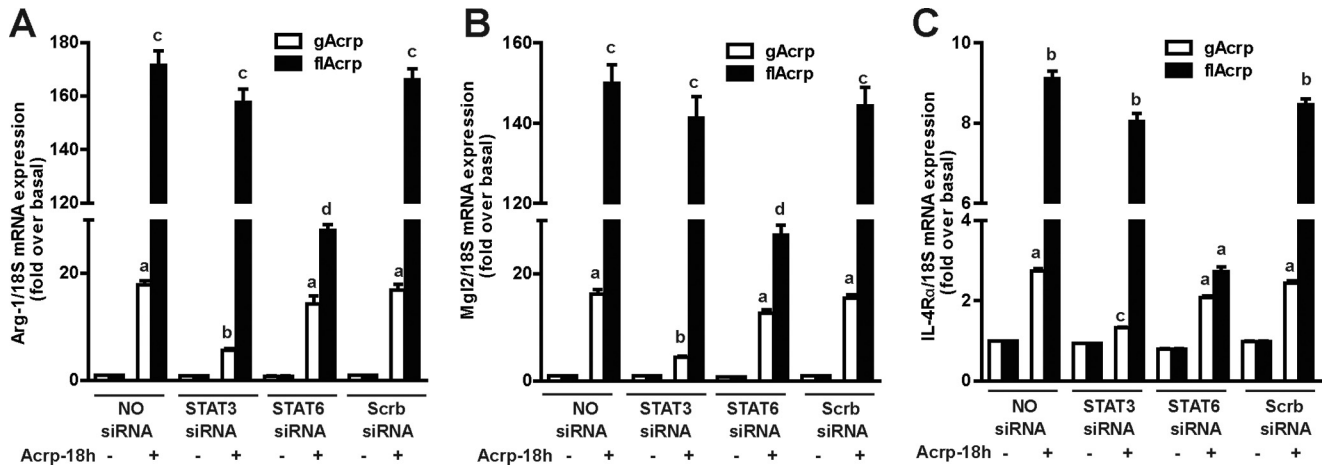 A
Arg-1/18S mRNA expression
(fold over basal)
180
160
140
120
20
0
gAcrp
flAcrp
a
c
b
c
a
d
a
c
NO
siRNA
STAT3
siRNA
STAT6
siRNA
Scrb
siRNA
Acrp-18h
- + - + - + - +
B
Mgl2/18S mRNA expression
(fold over basal)
160
140
120
20
0
gAcrp
flAcrp
a
c
b
c
a
d
a
c
NO
siRNA
STAT3
siRNA
STAT6
siRNA
Scrb
siRNA
Acrp-18h
- + - + - + - +
C
IL-4Rα/18S mRNA expression
(fold over basal)
10
8
6
4
2
0
gAcrp
flAcrp
a
b
c
b
a
a
a
b
NO
siRNA
STAT3
siRNA
STAT6
siRNA
Scrb
siRNA
Acrp-18h
- + - + - + - +